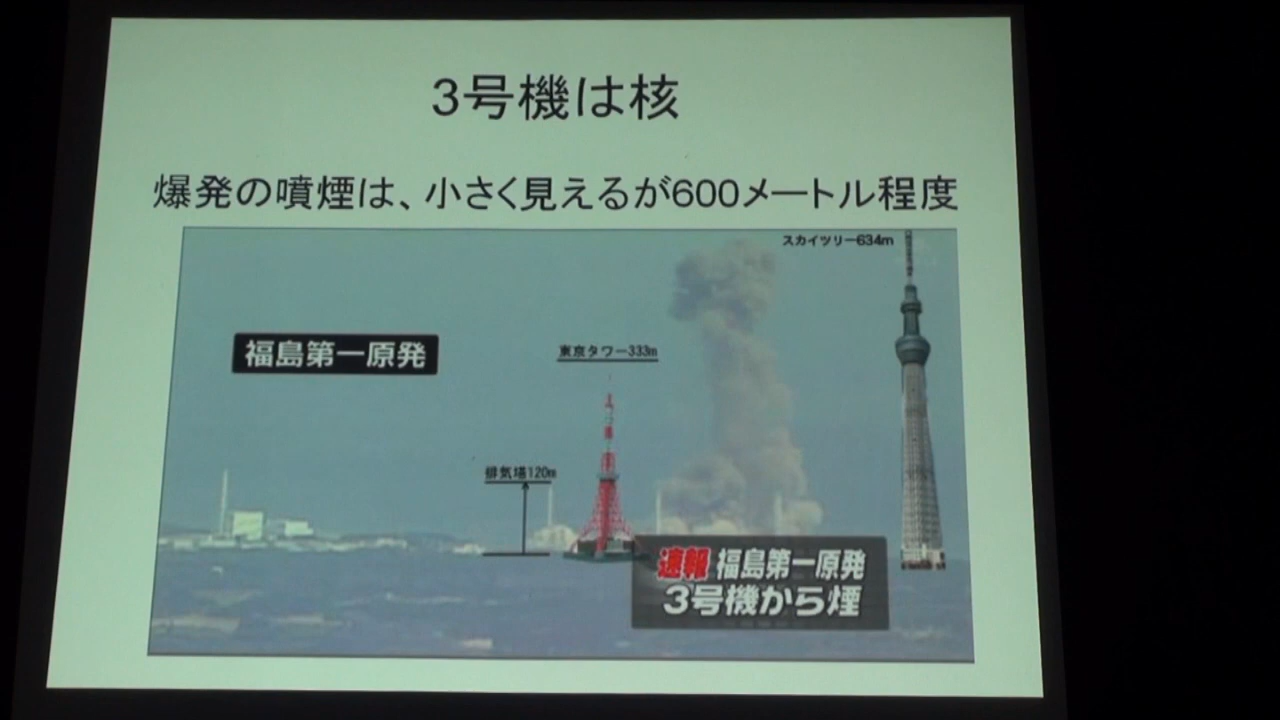 3号機は核
爆発の噴煙は、小さく見えるが600メートル程度
スカイツリー634m
福島第一原発
東京タワー333m
排気塔120m
速報 福島第一原発
3号機から煙